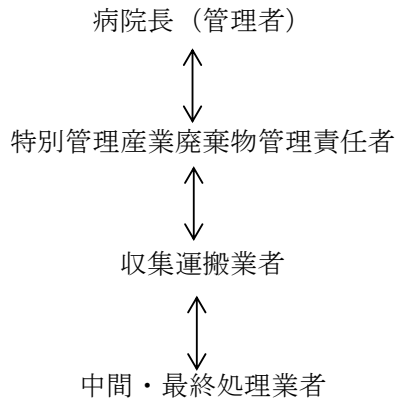 病院長（管理者）
特別管理産業廃棄物管理責任者
収集運搬業者
中間・最終処理業者